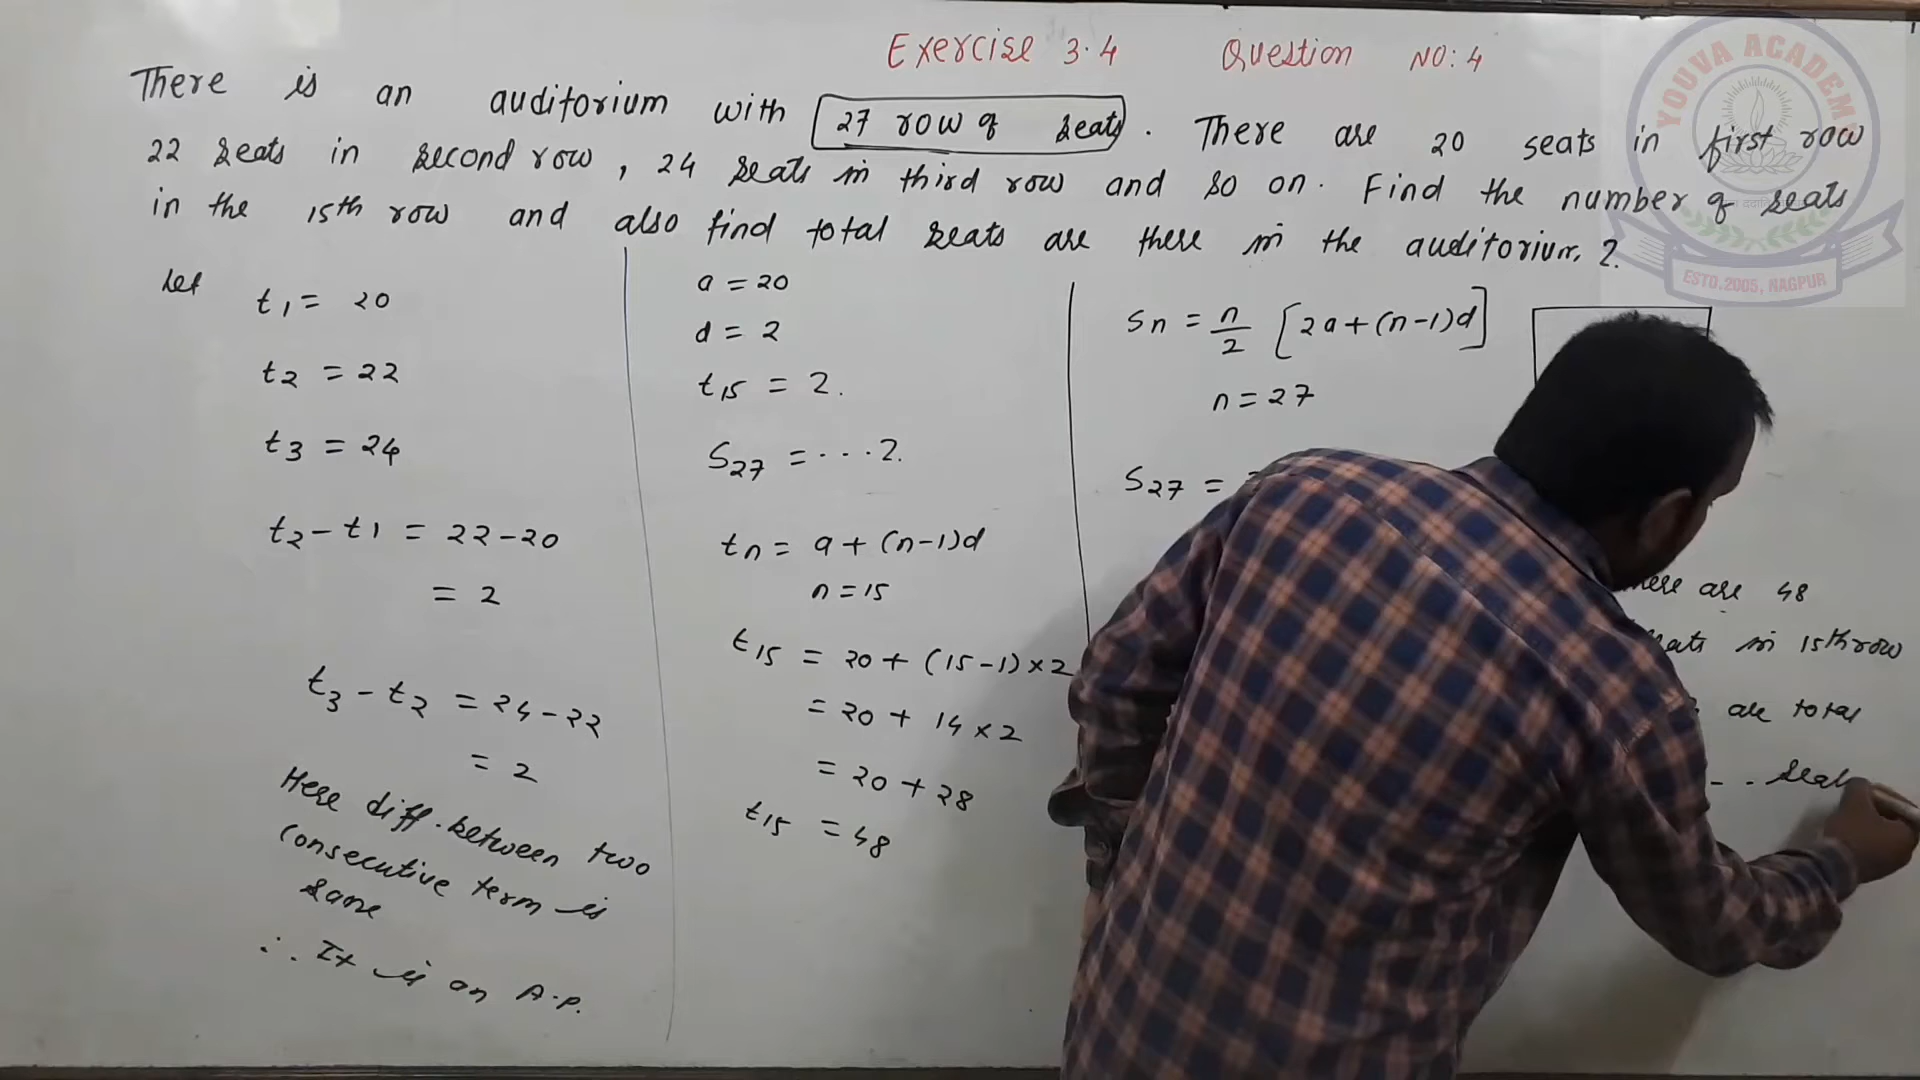 Exercise 3.4 Question NO:4
There is an auditorium with 27 row of seats. There are 20 seats in first row
22 seats in second row, 24 seats in third row and so on. Find the number of seats
in the 15th row and also find total seats are there in the auditorium. ?
Let t1 = 20
t2 = 22
t3 = 24
t2 - t1 = 22-20
= 2
t3 - t2 = 24-22
= 2
Here diff. between two
consecutive term is
same
∴ It is an A.P.
a = 20
d = 2
t15 = ?.
S27 = ...?.
tn = a + (n-1)d
n = 15
t15 = 20 + (15-1)×2
= 20 + 14×2
= 20 + 28
t15 = 48
Sn = n/2 [2a+(n-1)d]
n = 27
S27 =
are 48
in 15th row
are total
-- seat
YOUVA ACADEMY
ESTD.2005, NAGPUR